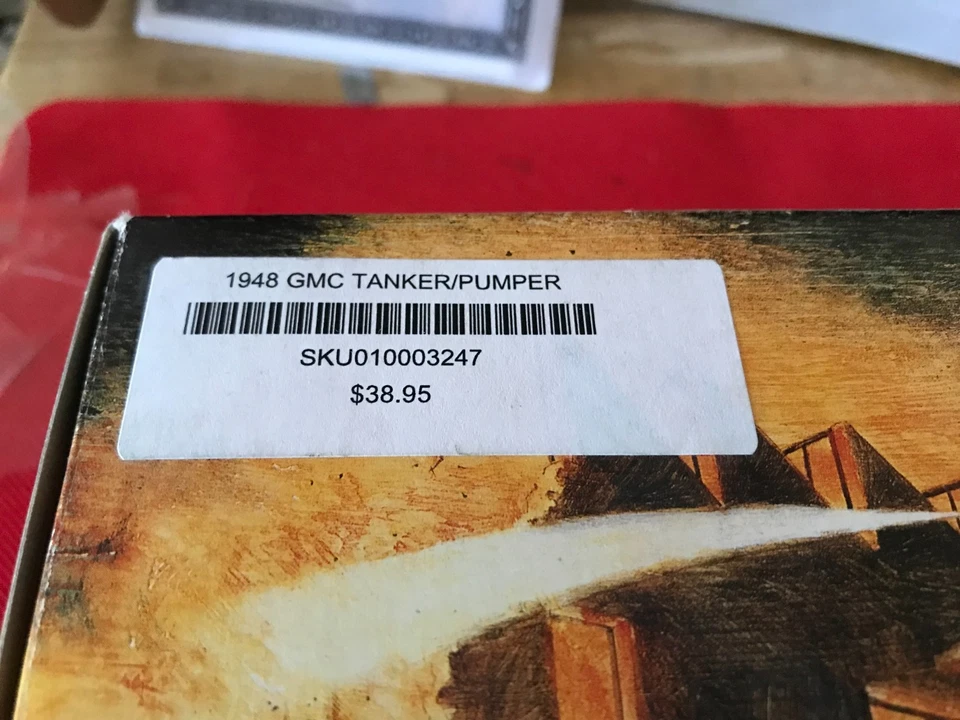 1948 GMC TANKER/PUMPER
SKU010003247
$38.95